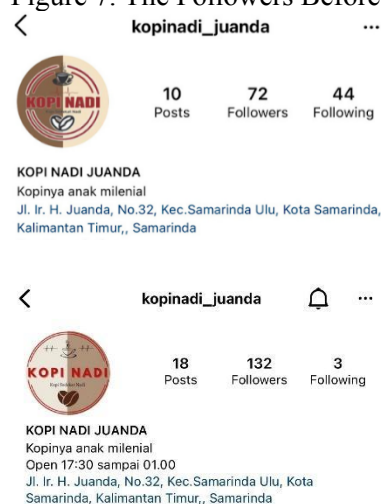 Figure 7. The Followers Before
kopinadi_juanda
KOPI NADI
10 72 44
Posts Followers Following
KOPI NADI JUANDA
Kopinya anak milenial
Jl. Ir. H. Juanda, No.32, Kec.Samarinda Ulu, Kota Samarinda,
Kalimantan Timur,, Samarinda
kopinadi_juanda
KOPI NADI
18 132 3
Posts Followers Following
KOPI NADI JUANDA
Kopinya anak milenial
Open 17:30 sampai 01.00
Jl. Ir. H. Juanda, No.32, Kec.Samarinda Ulu, Kota
Samarinda, Kalimantan Timur,, Samarinda